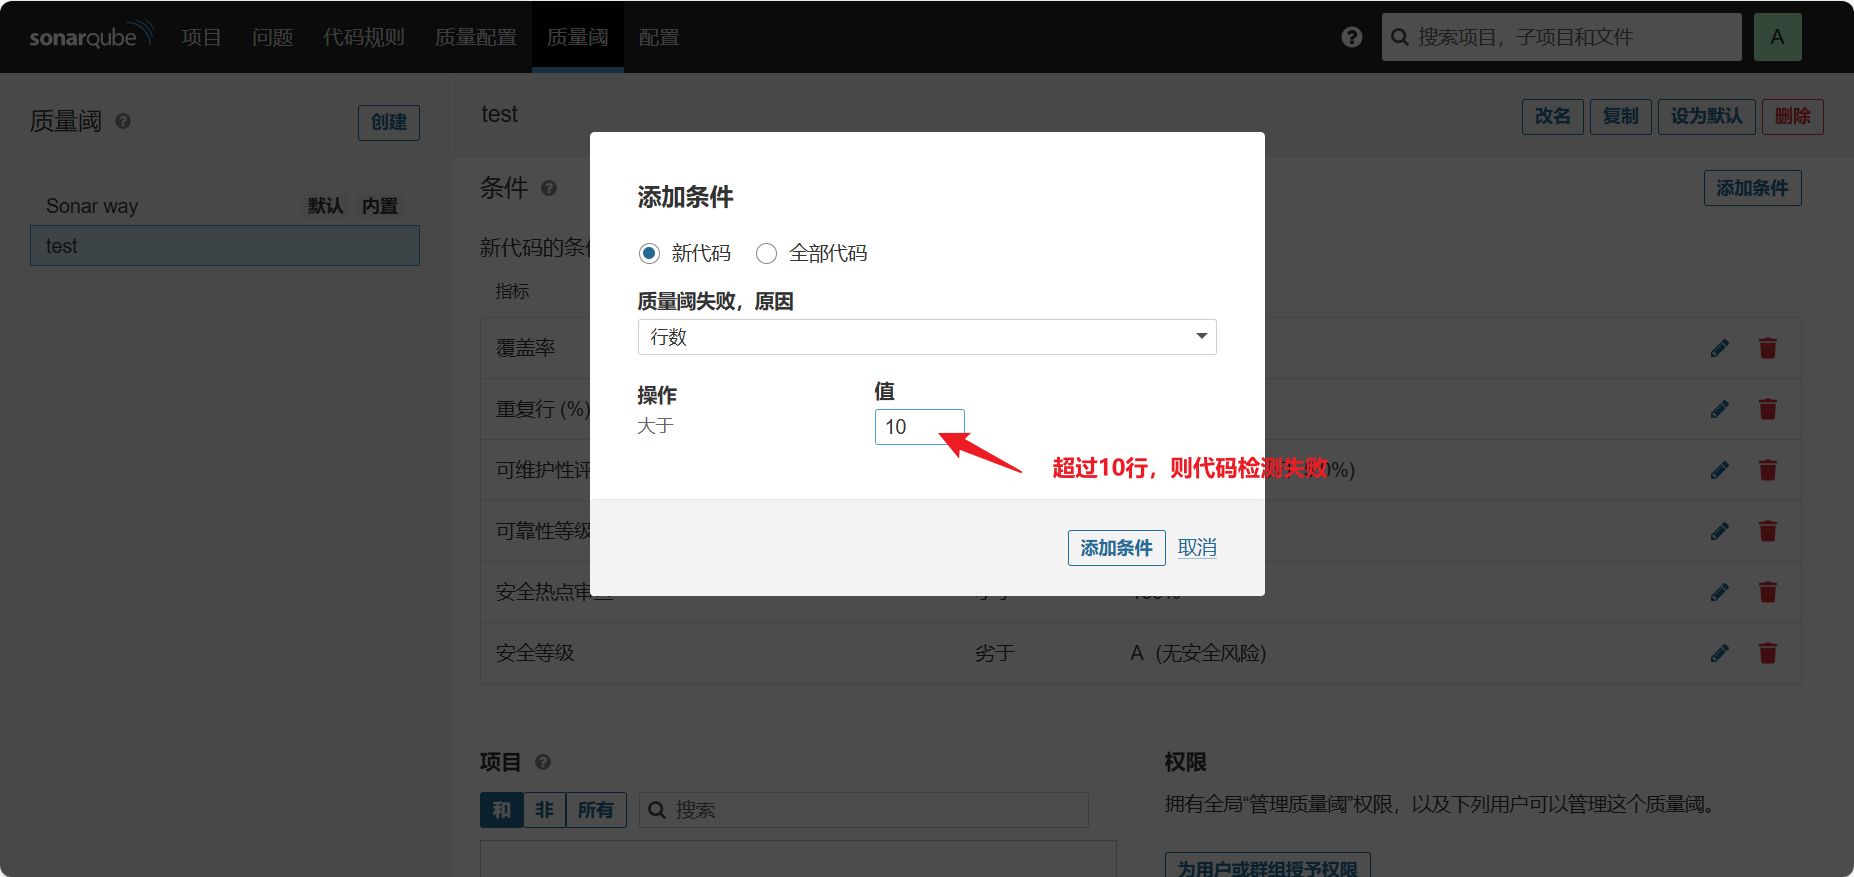 sonarqube 项目 问题 代码规则 质量配置 质量阈 配置 搜索项目，子项目和文件 A
质量阈 创建
Sonar way 默认 内置
test
test 改名 复制 设为默认 删除
条件 添加条件
新代码的条
指标
覆盖率
重复行 (%)
可维护性评
可靠性等级
安全热点审
安全等级 劣于 A (无安全风险)
添加条件
新代码 全部代码
质量阈失败，原因
行数
操作 值
大于 10
超过10行，则代码检测失败
%)
添加条件 取消
项目
和 非 所有 搜索
权限
拥有全局“管理质量阈”权限，以及下列用户可以管理这个质量阈。
为用户或群组授予权限